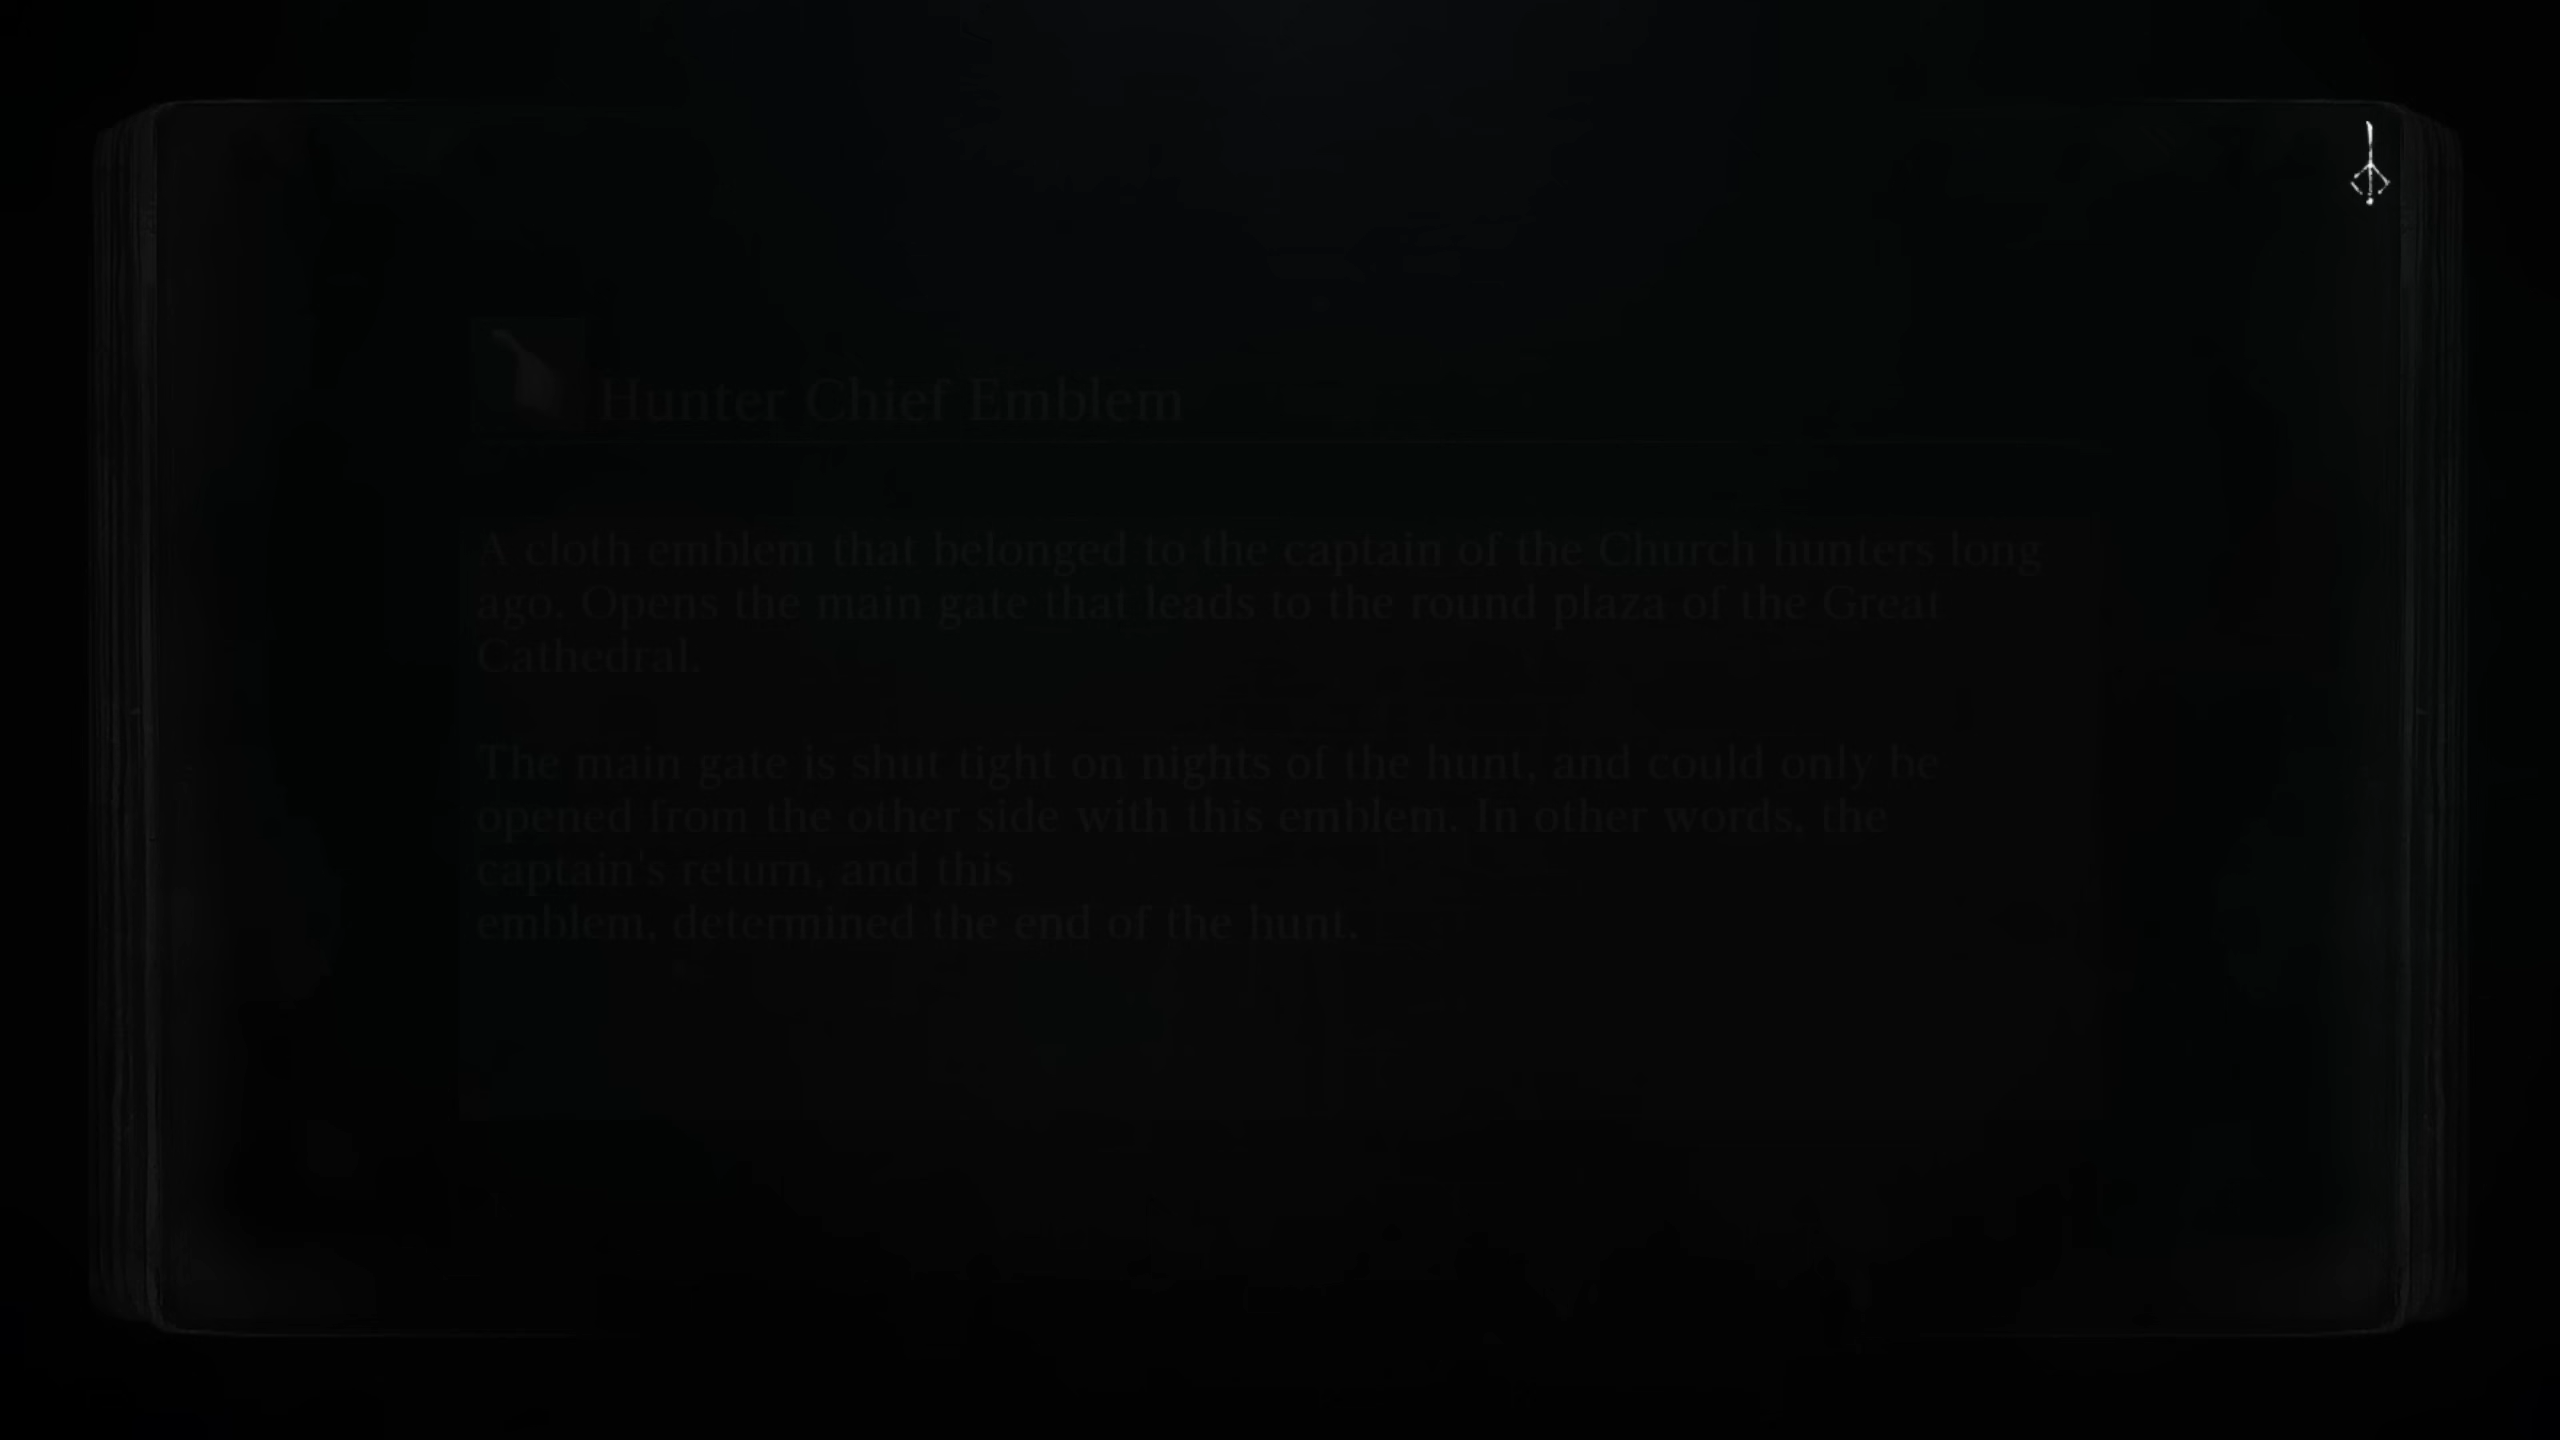 Hunter Chief Emblem
A cloth emblem that belonged to the captain of the Church hunters long
ago. Opens the main gate that leads to the round plaza of the Great
Cathedral.
The main gate is shut tight on nights of the hunt, and could only be
opened from the other side with this emblem. In other words, the
captain's return, and this
emblem, determined the end of the hunt.